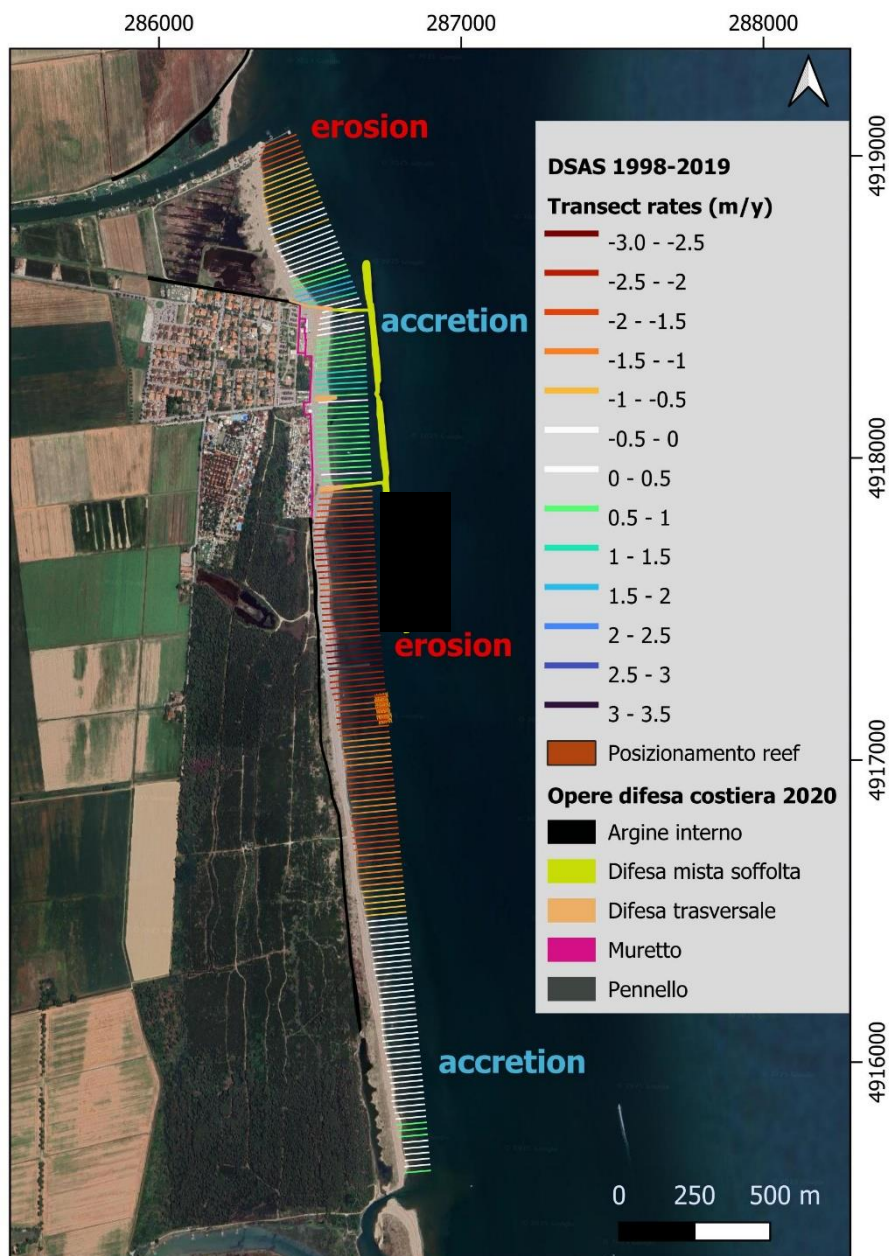 286000
287000
288000
erosion
4919000
DSAS 1998-2019
Transect rates (m/y)
-3.0 - -2.5
-2.5 - -2
-2 - -1.5
-1.5 - -1
-1 - -0.5
-0.5 - 0
0 - 0.5
0.5 - 1
1 - 1.5
1.5 - 2
2 - 2.5
2.5 - 3
3 - 3.5
Posizionamento reef
Opere difesa costiera 2020
Argine interno
Difesa mista soffolta
Difesa trasversale
Muretto
Pennello
accretion
4918000
erosion
4917000
accretion
4916000
0 250 500 m